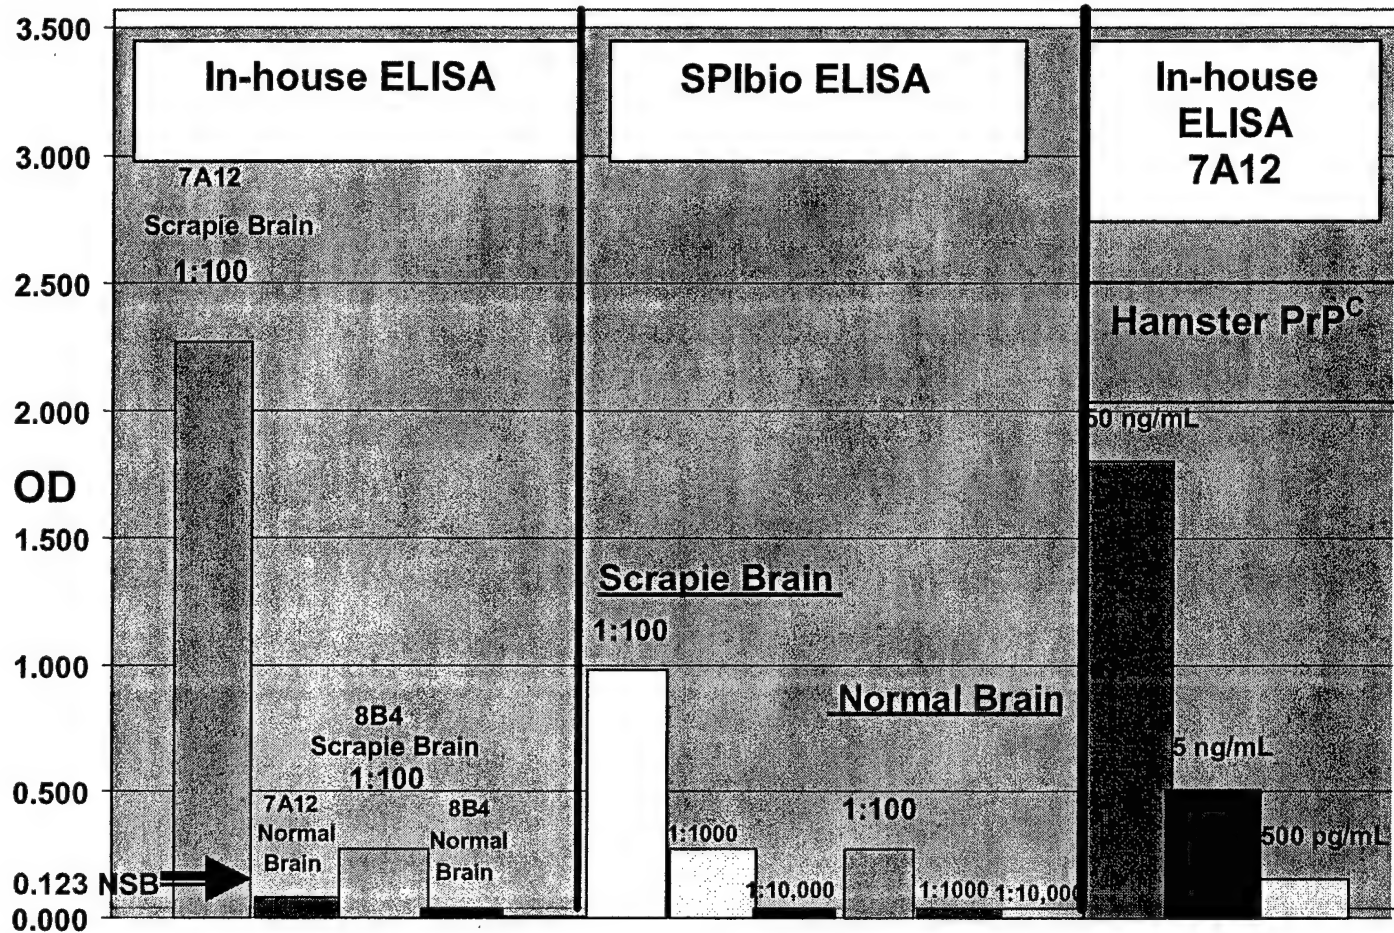 3.500
3.000
2.500
2.000
OD
1.500
1.000
0.500
0.123 NSB
0.000
In-house ELISA
7A12
Scrapie Brain
1:100
7A12
Normal
Brain
8B4
Scrapie Brain
1:100
8B4
Normal
Brain
SPIbio ELISA
Scrapie Brain
1:100
1:1000
1:10,000
Normal Brain
1:100
1:1000
1:10,000
In-house
ELISA
7A12
Hamster PrP^C
50 ng/mL
5 ng/mL
500 pg/mL